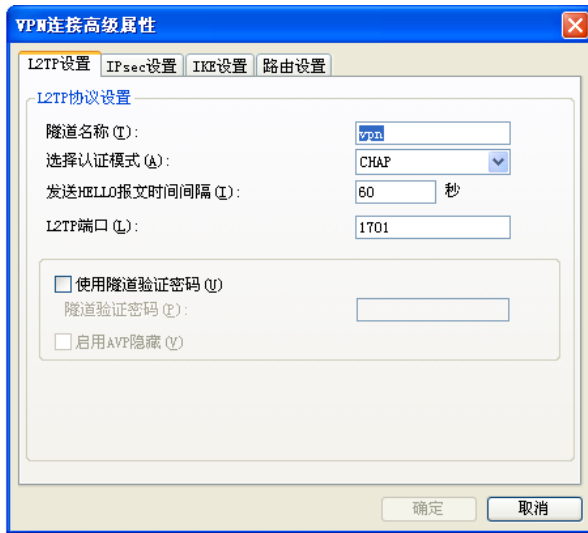 VPN连接高级属性
L2TP设置 IPsec设置 IKE设置 路由设置
L2TP协议设置
隧道名称(T): vpn
选择认证模式(A): CHAP
发送HELLO报文时间间隔(I): 60 秒
L2TP端口(L): 1701
使用隧道验证密码(U)
隧道验证密码(P):
启用AVP隐藏(V)
确定 取消